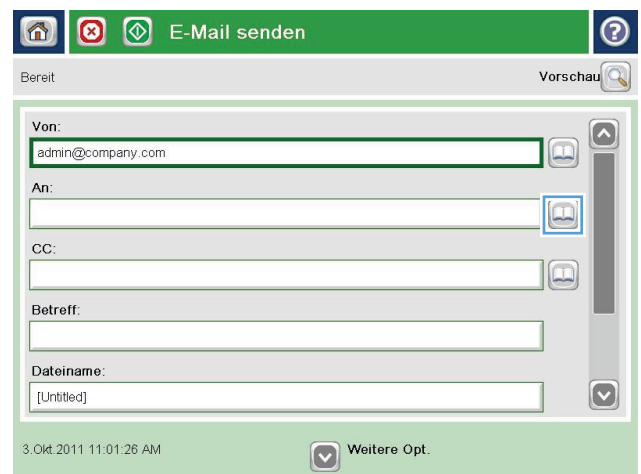 E-Mail senden
Bereit
Vorschau
Von:
admin@company.com
An:
CC:
Betreff:
Dateiname:
[Untitled]
3.Okt.2011 11:01:26 AM
Weitere Opt.